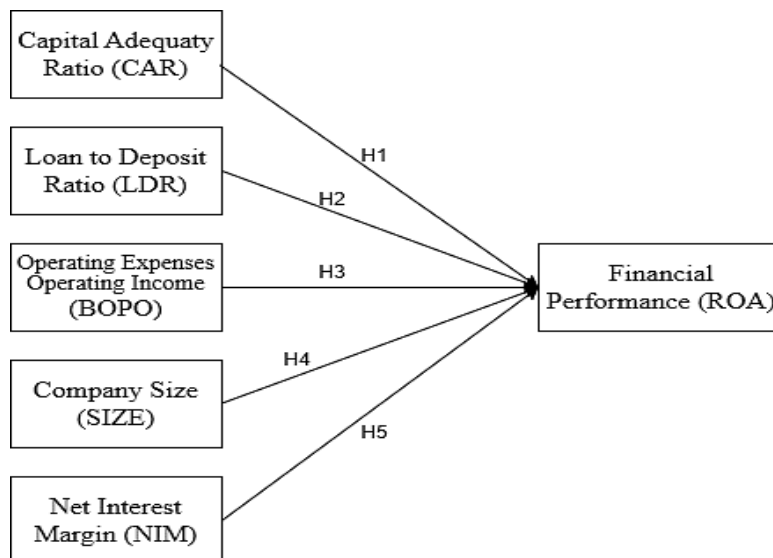 Capital Adequaty
Ratio (CAR)
H1
Loan to Deposit
Ratio (LDR)
H2
Operating Expenses
Operating Income
(BOPO)
H3
Financial
Performance (ROA)
Company Size
(SIZE)
H4
H5
Net Interest
Margin (NIM)